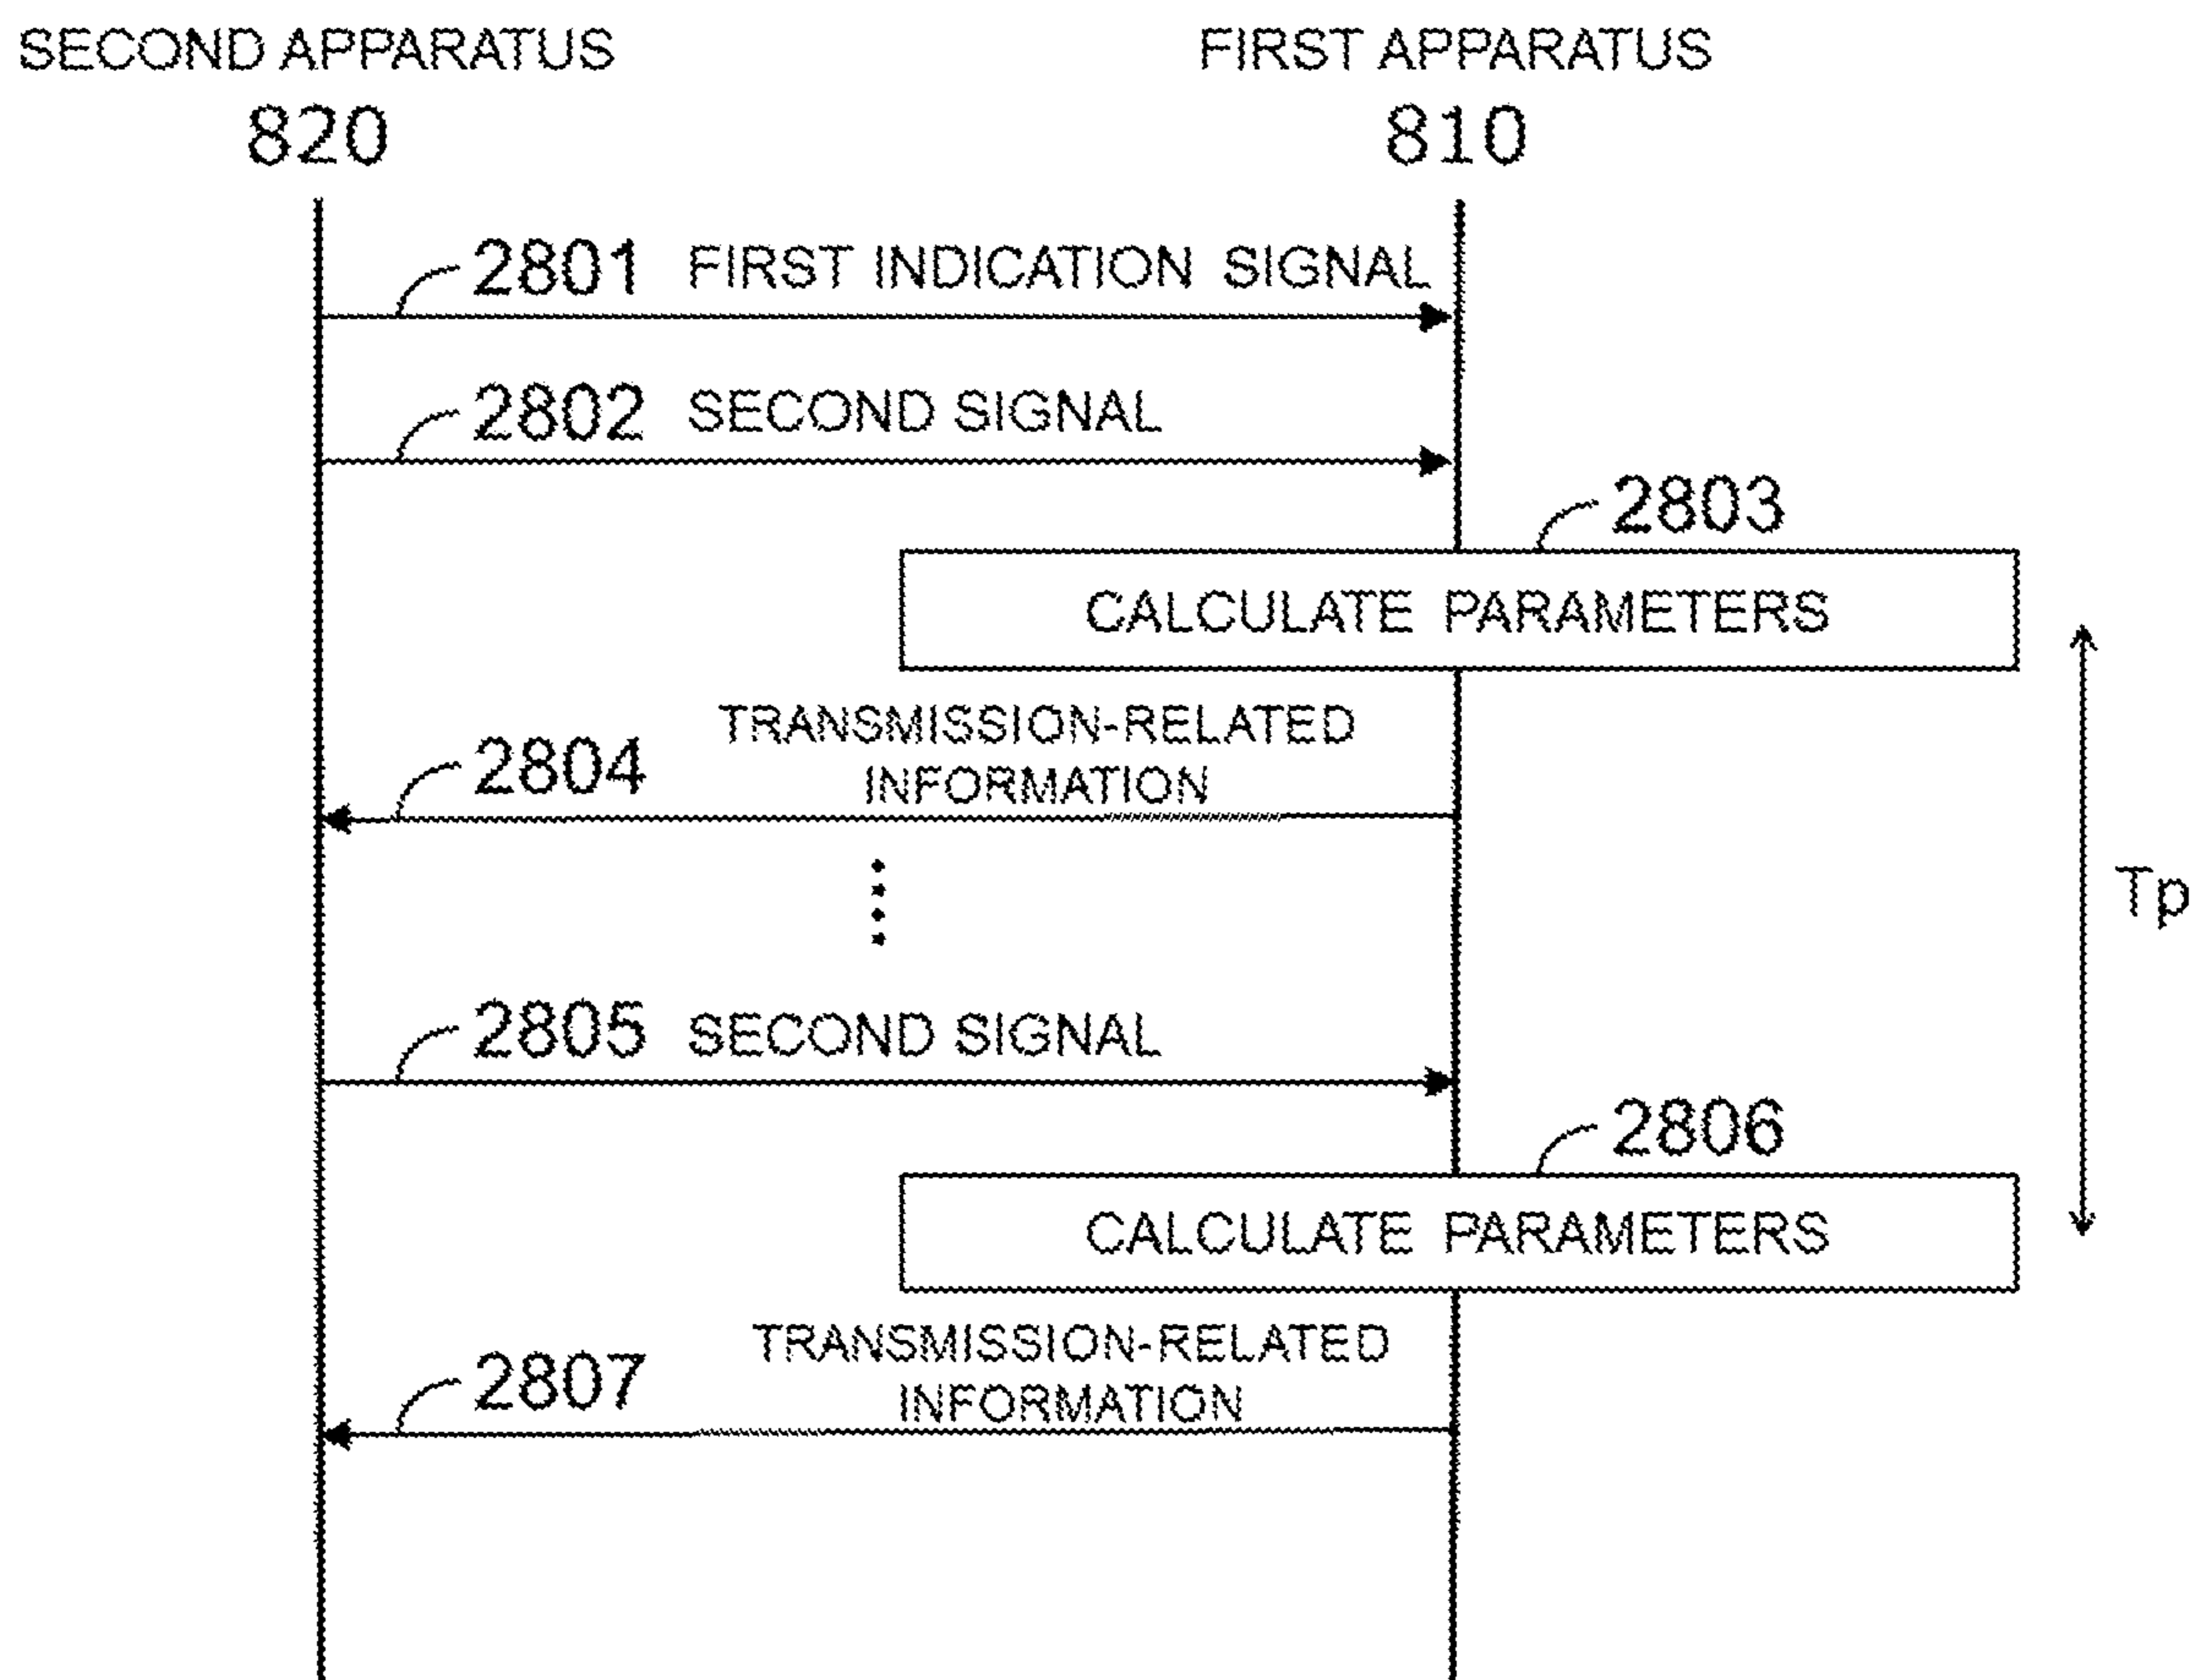 SECOND APPARATUS
820
FIRST APPARATUS
810
2801 FIRST INDICATION SIGNAL
2802 SECOND SIGNAL
2803
CALCULATE PARAMETERS
TRANSMISSION-RELATED
INFORMATION
2804
Tp
2805 SECOND SIGNAL
2806
CALCULATE PARAMETERS
TRANSMISSION-RELATED
INFORMATION
2807